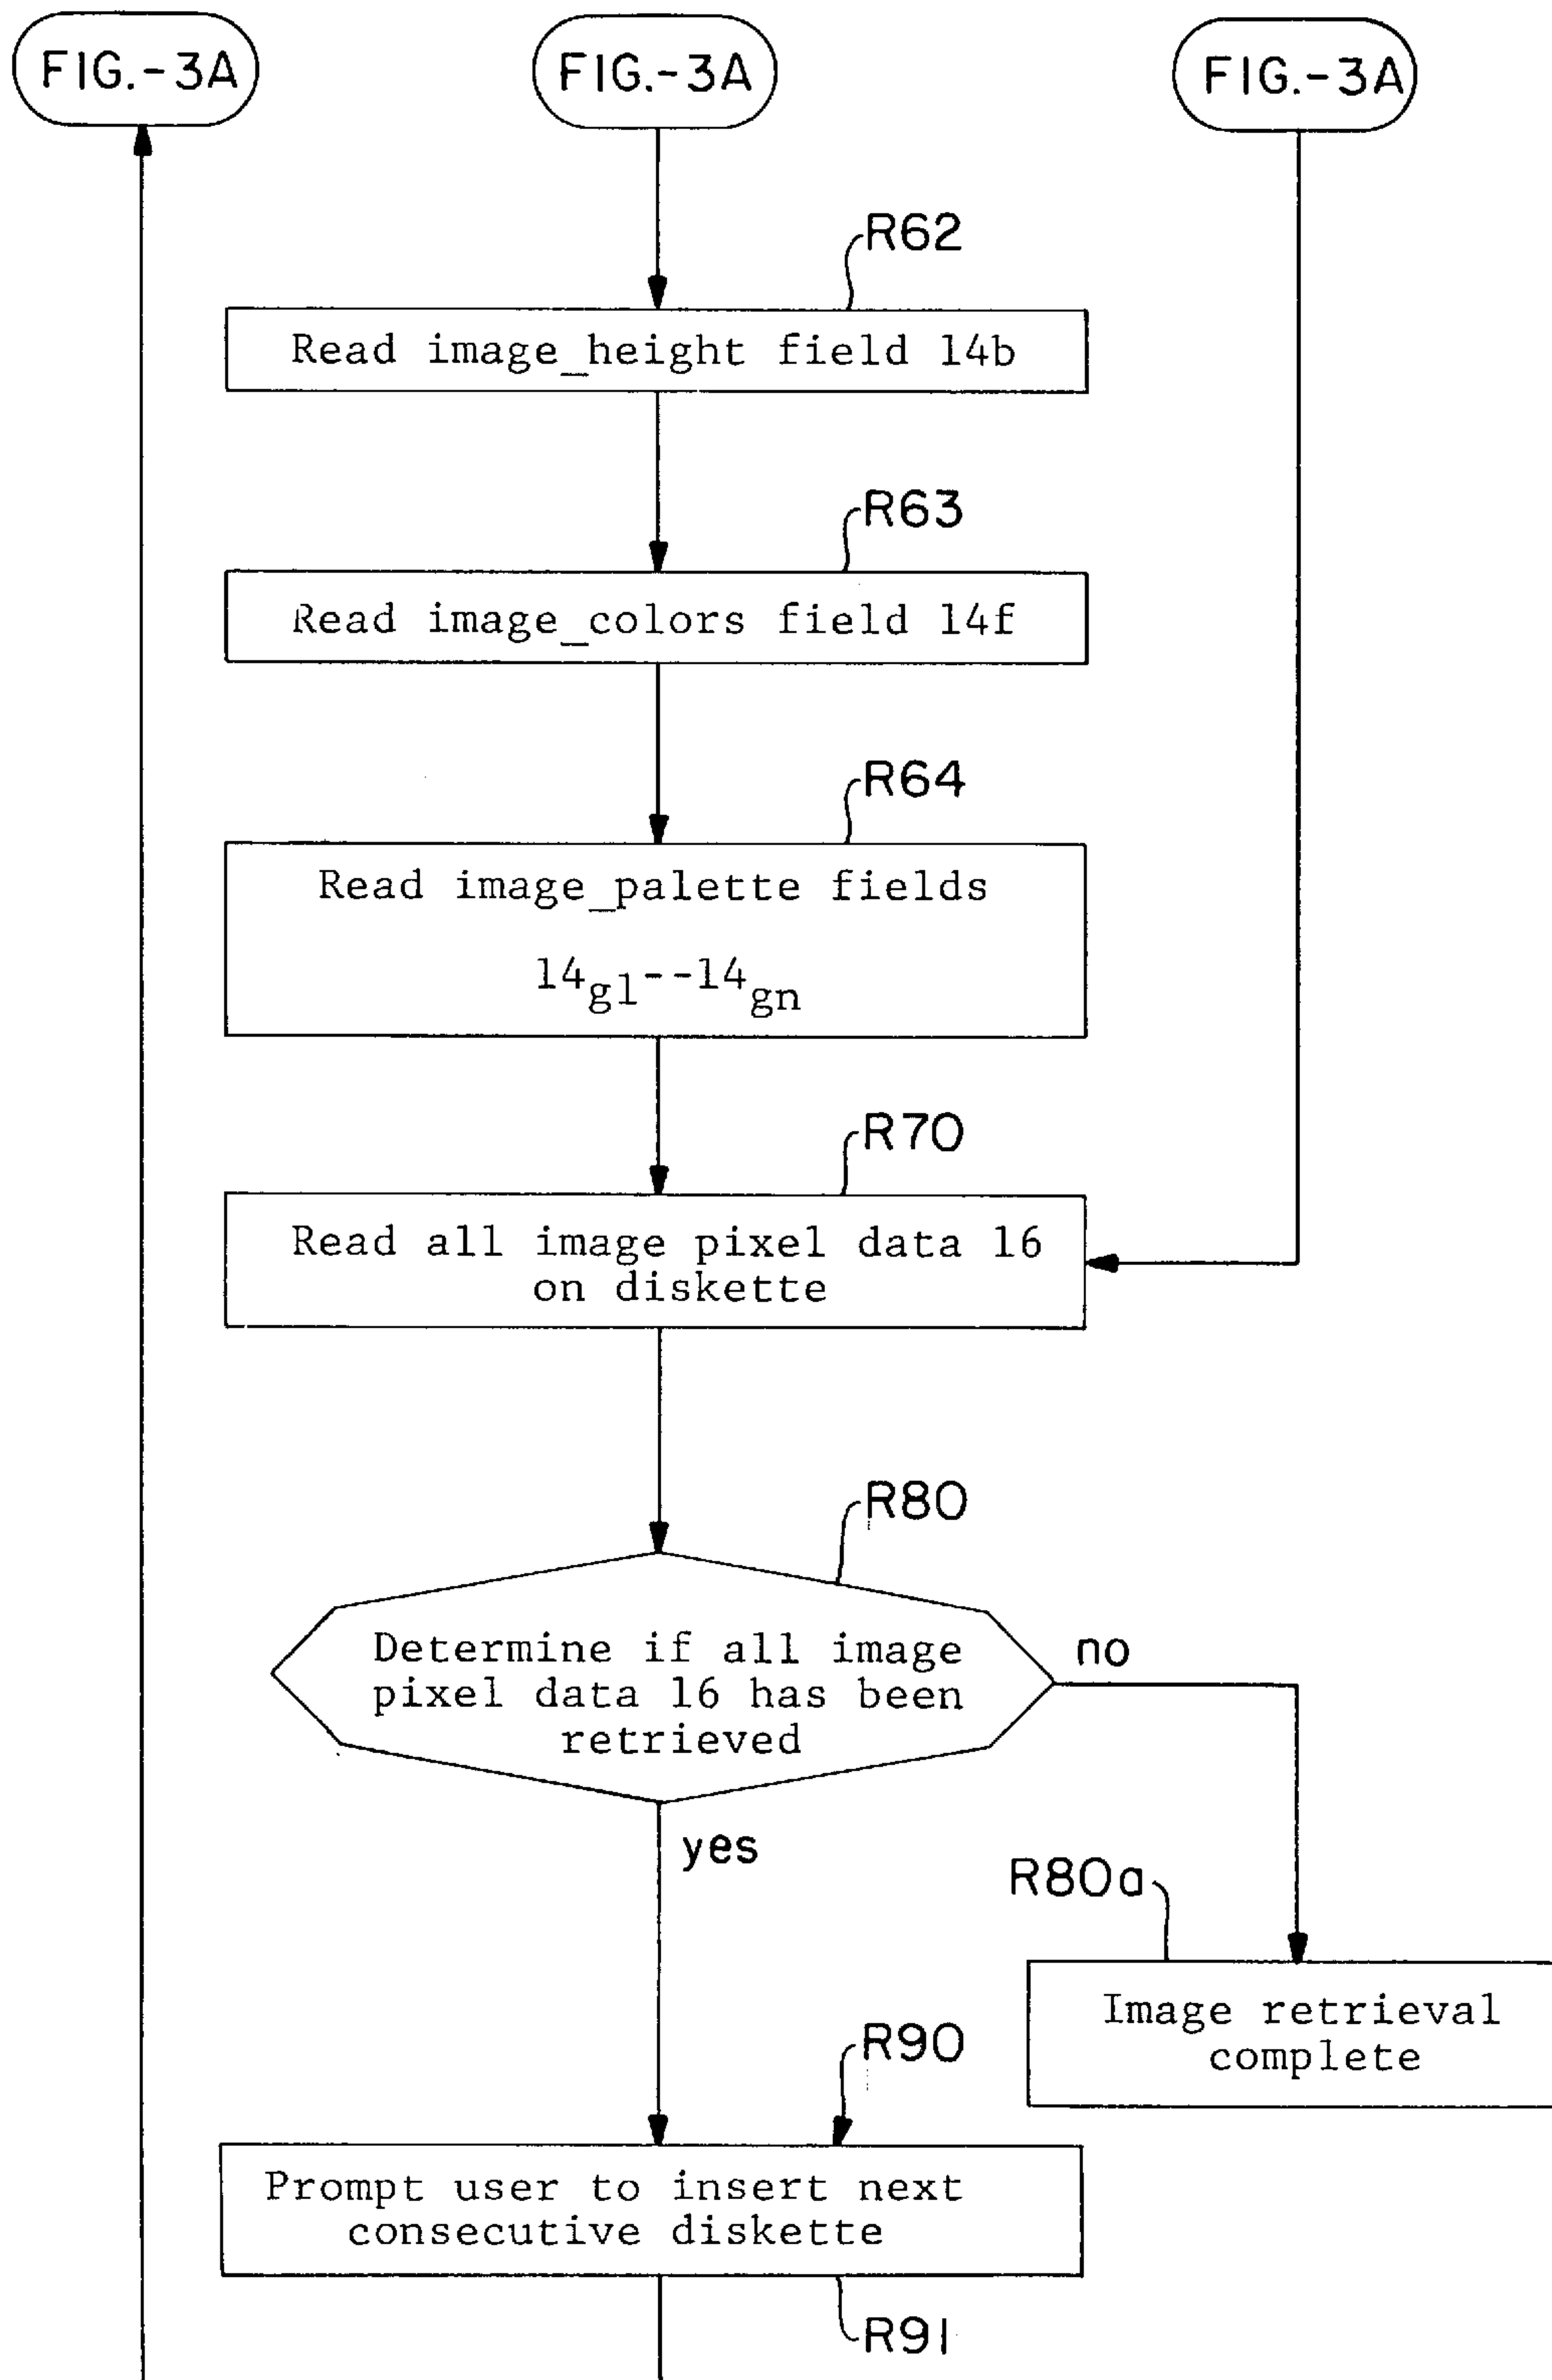 FIG.-3A
FIG.-3A
FIG.-3A
R62
Read image_height field 14b
R63
Read image_colors field 14f
R64
Read image_palette fields
14g1--14gn
R70
Read all image pixel data 16
on diskette
R80
Determine if all image
pixel data 16 has been
retrieved
no
yes
R80a
Image retrieval
complete
R90
Prompt user to insert next
consecutive diskette
R91